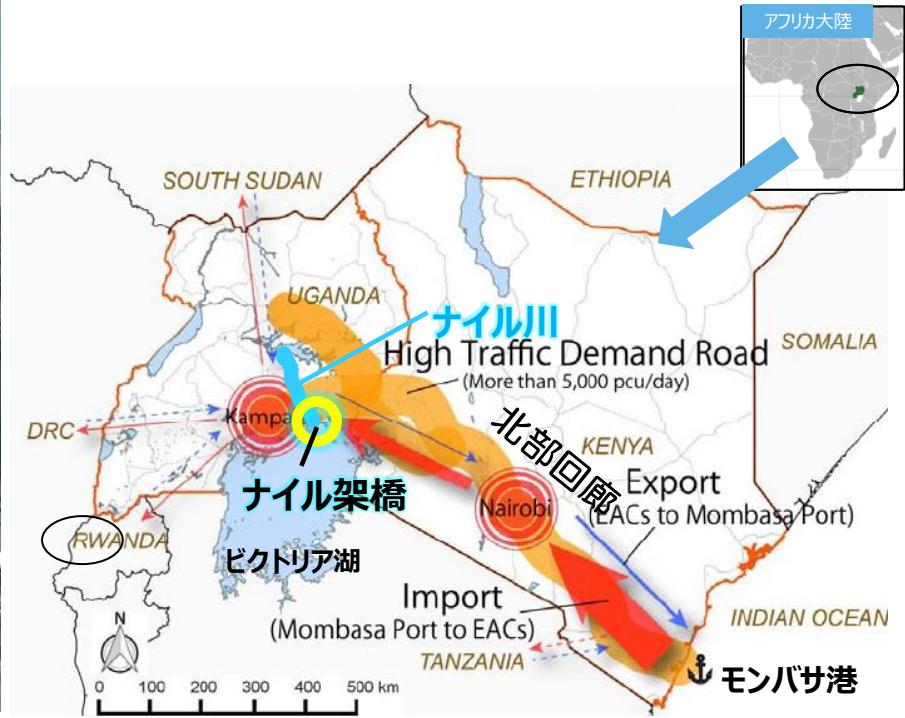 アフリカ大陸
SOUTH SUDAN
ETHIOPIA
UGANDA
ナイル川
High Traffic Demand Road
(More than 5,000 pcu/day)
SOMALIA
Kampa
DRC
北部回廊
KENYA
ナイル架橋
Nairobi
Export
(EACs to Mombasa Port)
RWANDA
ビクトリア湖
Import
(Mombasa Port to EACs)
INDIAN OCEAN
TANZANIA
モンバサ港
N
0 100 200 300 400 500 km